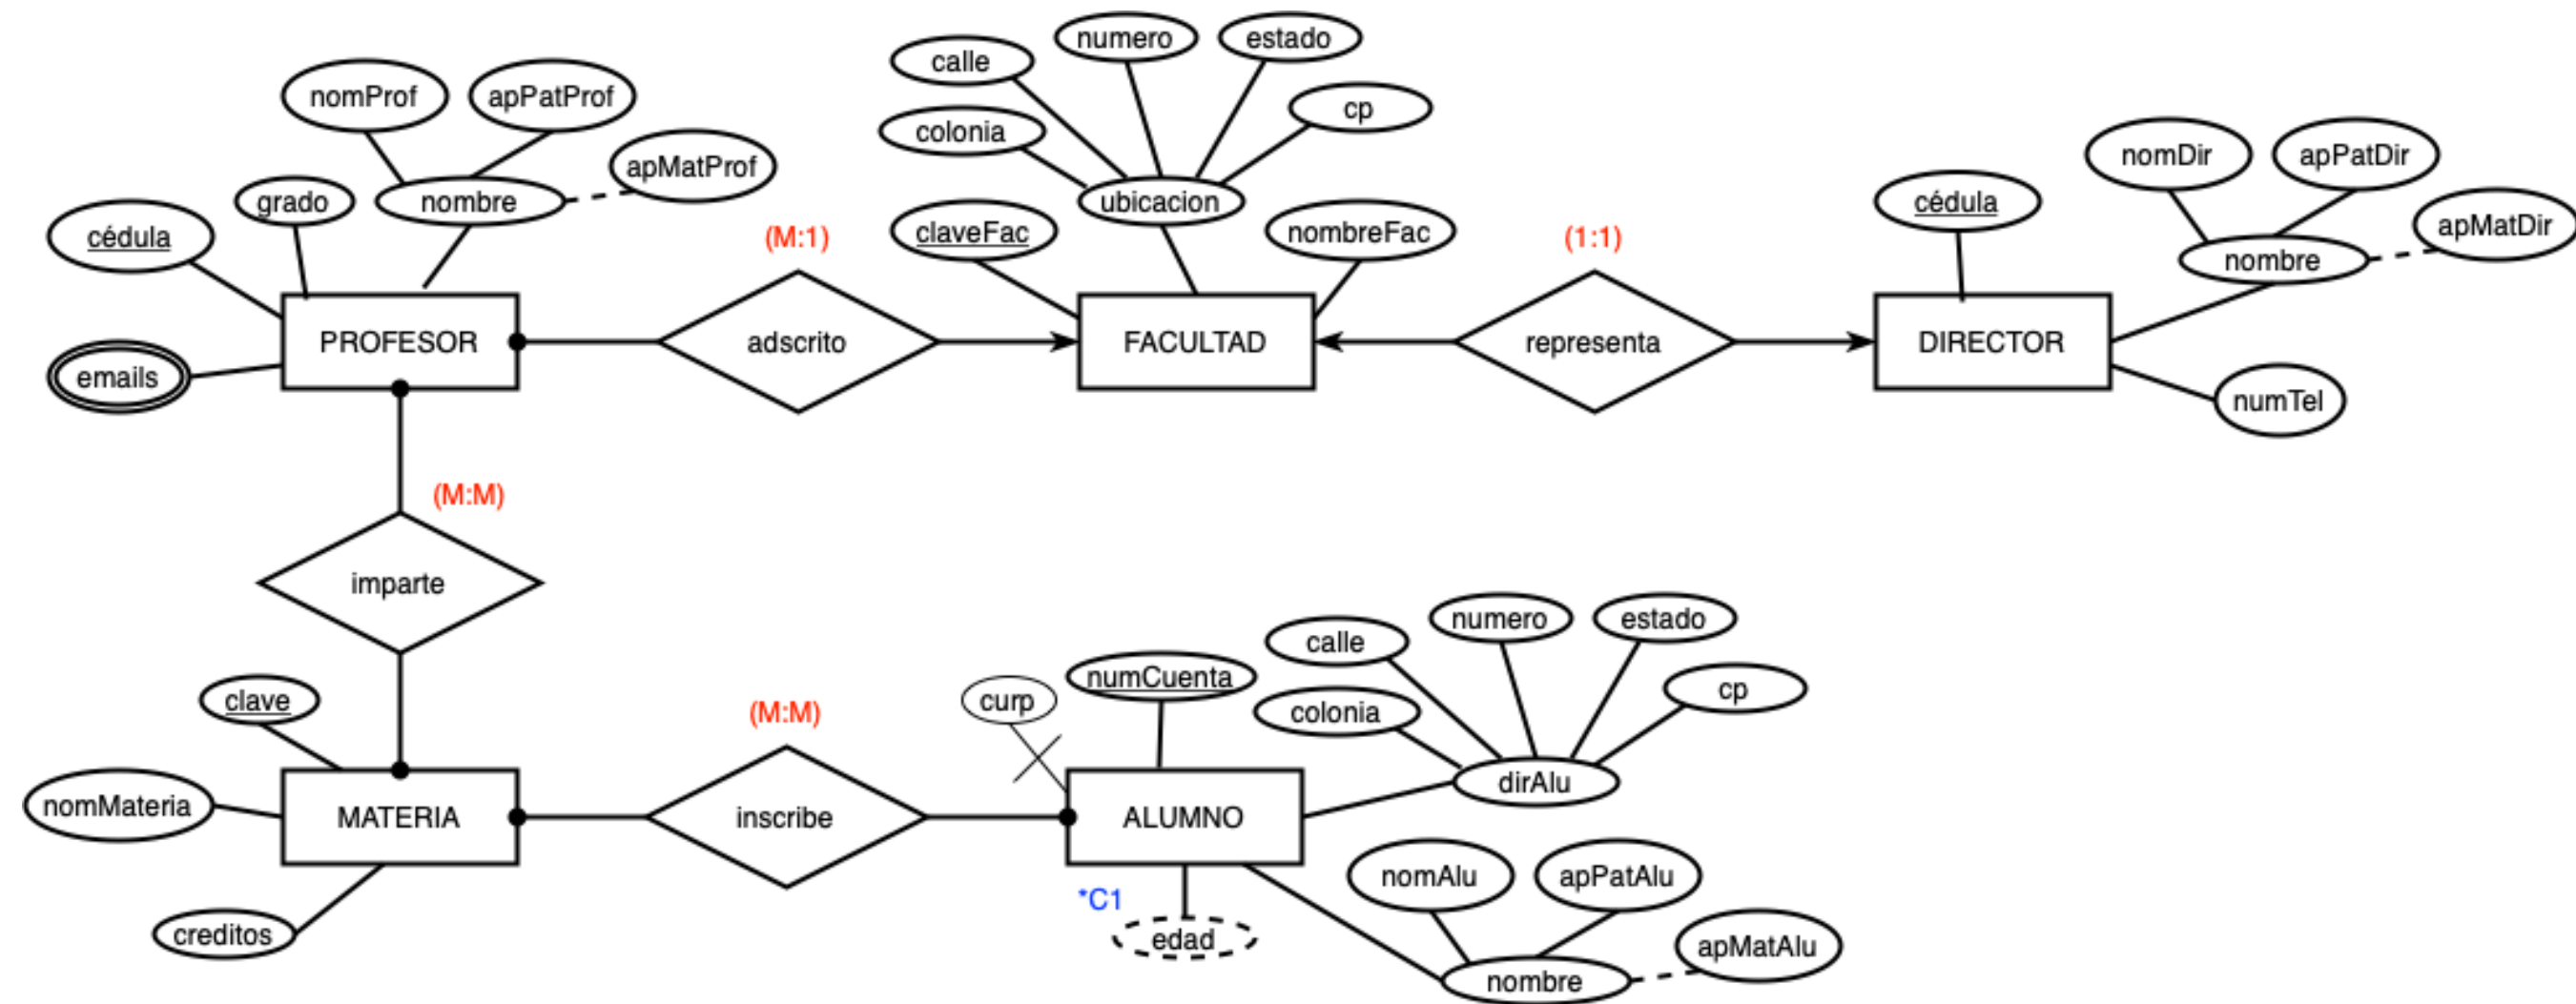 numero
estado
calle
nomProf
apPatProf
cp
colonia
apMatProf
nomDir
apPatDir
grado
nombre
ubicacion
cédula
apMatDir
cédula
claveFac
nombreFac
(M:1)
(1:1)
nombre
PROFESOR
adscrito
FACULTAD
representa
DIRECTOR
emails
numTel
(M:M)
imparte
numero
estado
calle
numCuenta
cp
clave
curp
colonia
(M:M)
dirAlu
nomMateria
MATERIA
inscribe
ALUMNO
nomAlu
apPatAlu
*C1
creditos
edad
apMatAlu
nombre